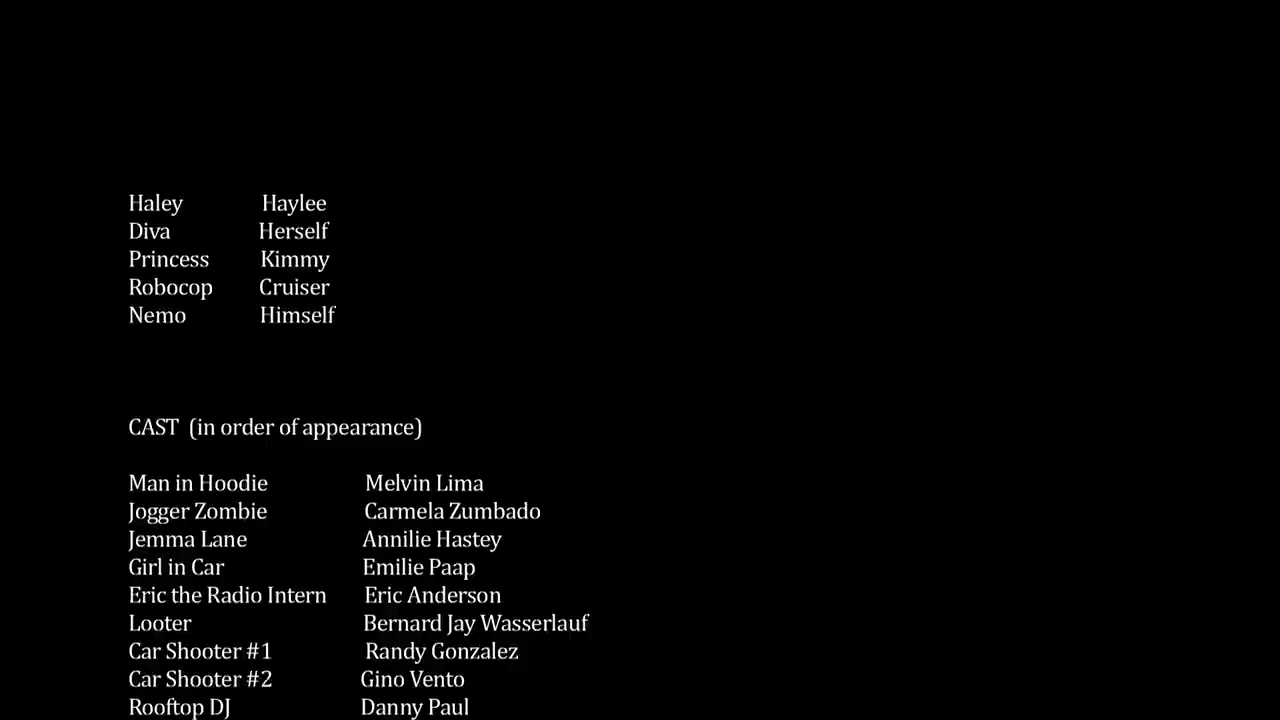 Haley Haylee
Diva Herself
Princess Kimmy
Robocop Cruiser
Nemo Himself
CAST (in order of appearance)
Man in Hoodie Melvin Lima
Jogger Zombie Carmela Zumbado
Jemma Lane Annilie Hastey
Girl in Car Emilie Paap
Eric the Radio Intern Eric Anderson
Looter Bernard Jay Wasserlauf
Car Shooter #1 Randy Gonzalez
Car Shooter #2 Gino Vento
Rooftop DJ Danny Paul